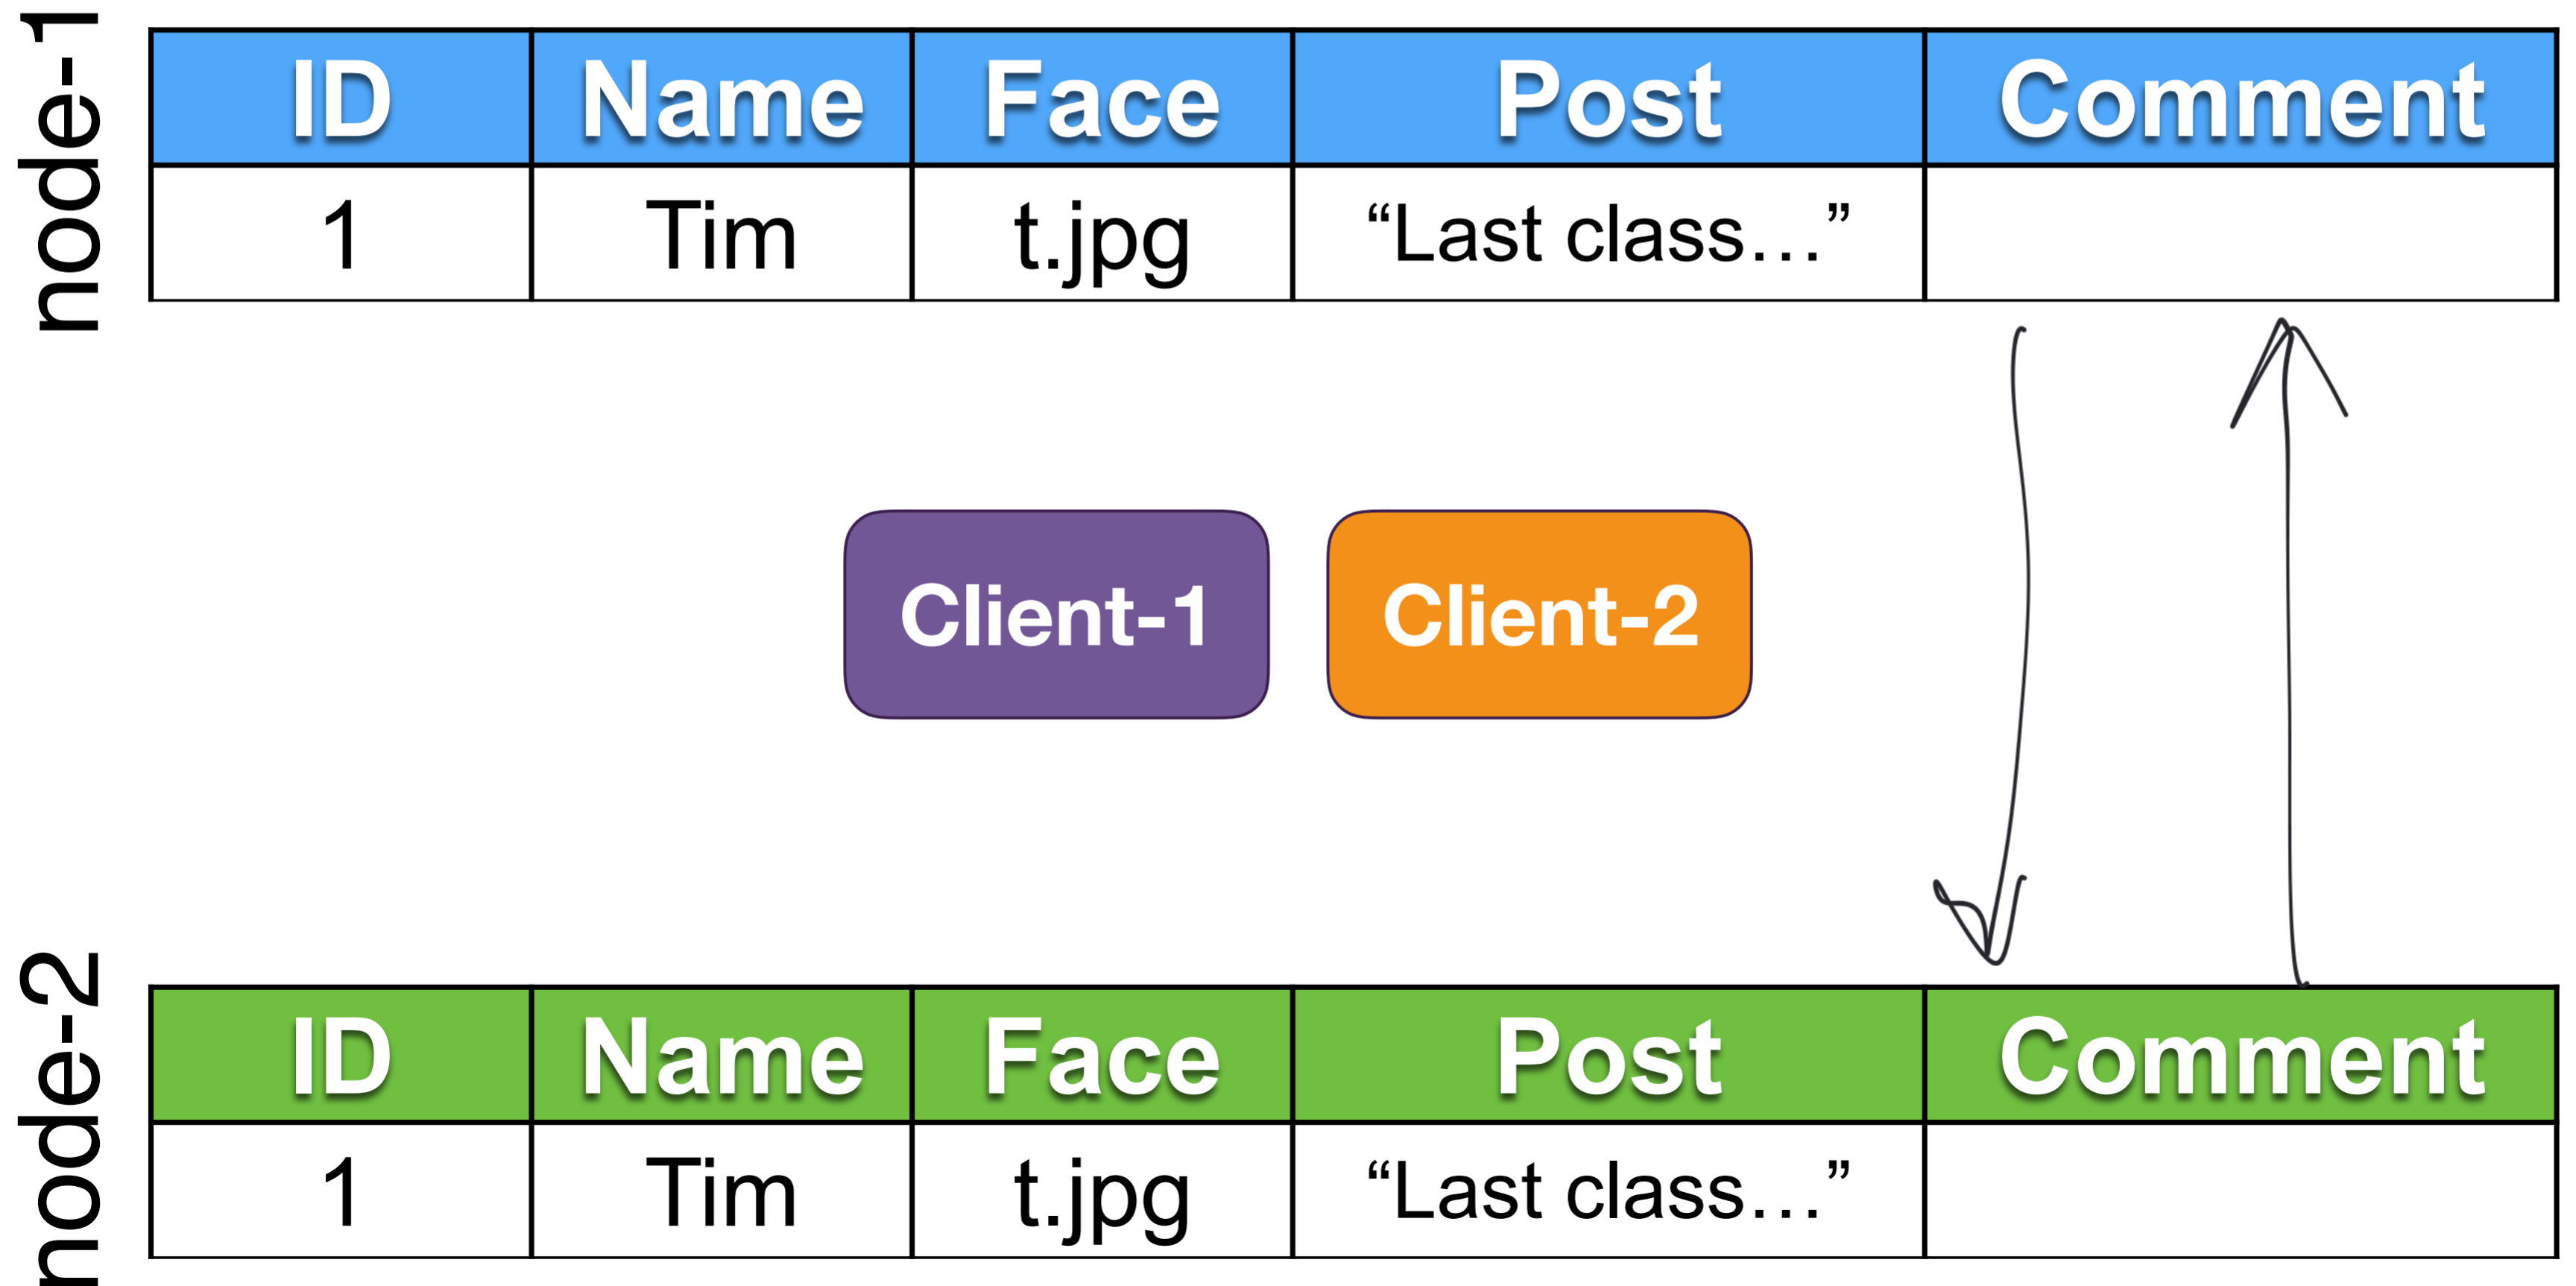 node-1
ID Name Face Post Comment
1 Tim t.jpg “Last class…”
Client-1 Client-2
node-2
ID Name Face Post Comment
1 Tim t.jpg “Last class…”